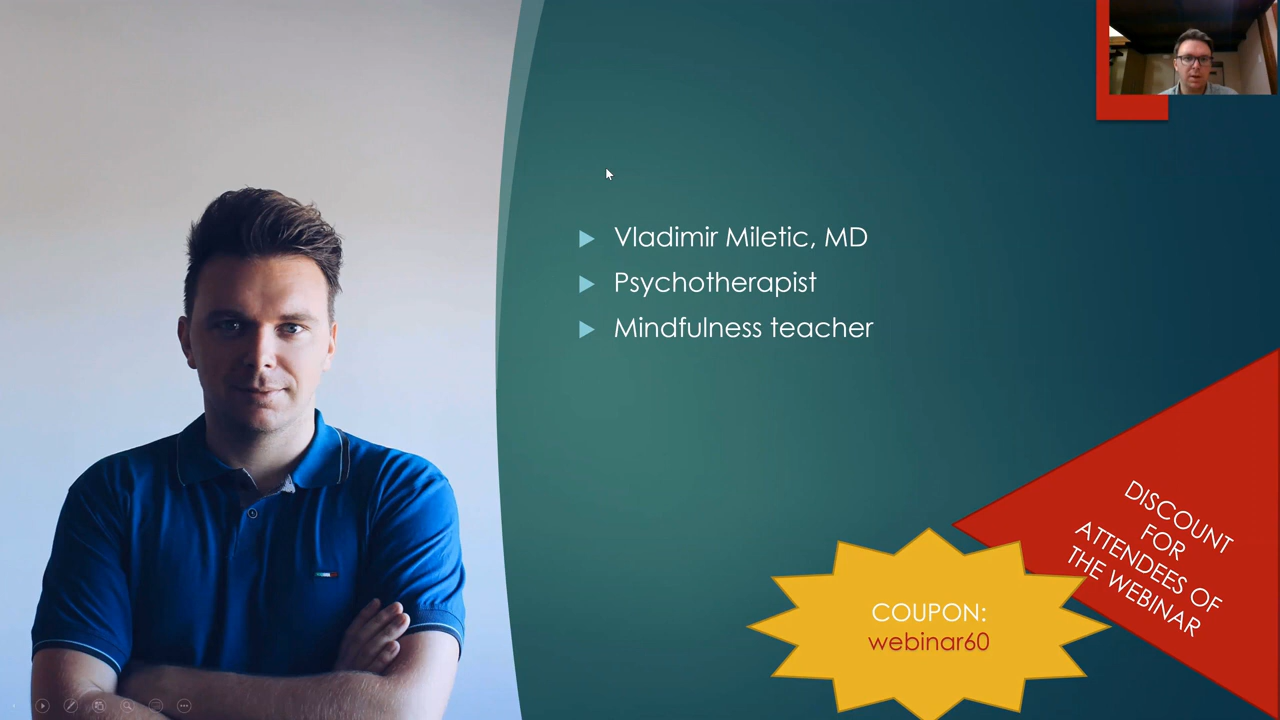 Vladimir Miletic, MD
Psychotherapist
Mindfulness teacher
DISCOUNT
FOR
ATTENDEES OF
THE WEBINAR
COUPON:
webinar60